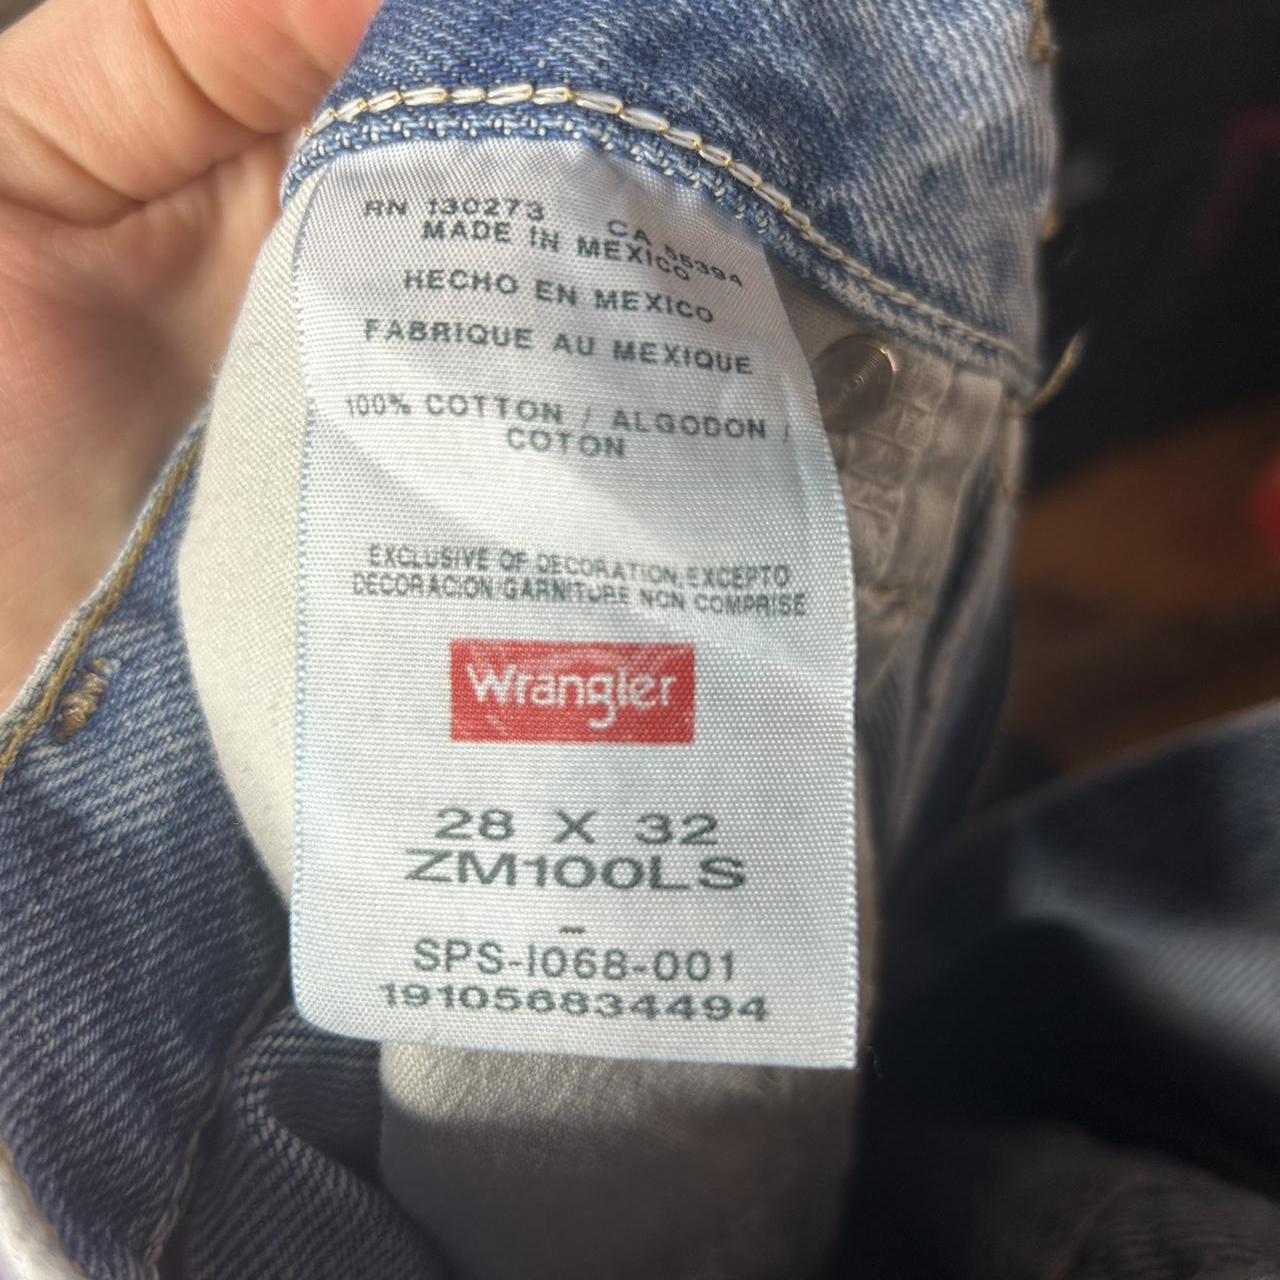 RN 130273 CA 55394
MADE IN MEXICO
HECHO EN MEXICO
FABRIQUE AU MEXIQUE
100% COTTON / ALGODON /
COTON
EXCLUSIVE OF DECORATION,EXCEPTO
DECORACION/GARNITURE NON COMPRISE
Wrangler
28 X 32
ZM100LS
-
SPS-I068-001
191056834494